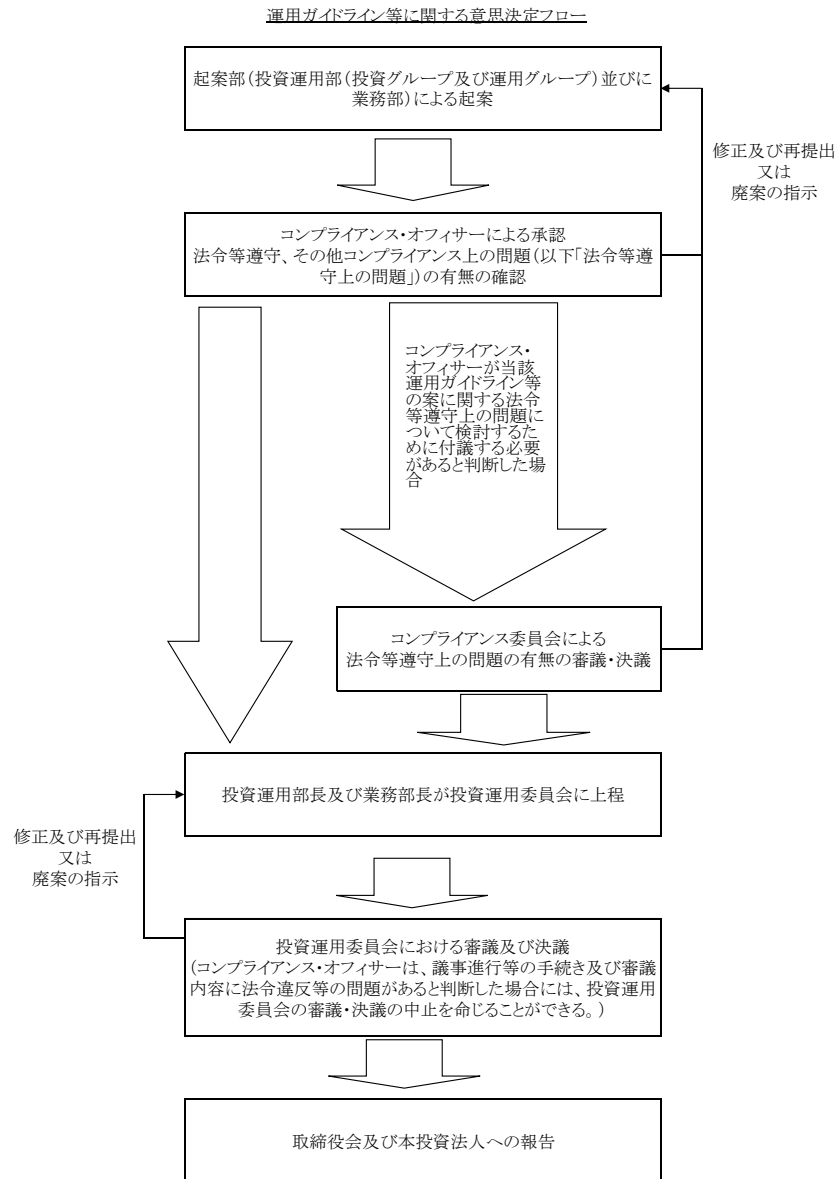 運用ガイドライン等に関する意思決定フロー
起案部(投資運用部(投資グループ及び運用グループ)並びに
業務部)による起案
修正及び再提出
又は
廃案の指示
コンプライアンス・オフィサーによる承認
法令等遵守、その他コンプライアンス上の問題(以下「法令等遵
守上の問題」)の有無の確認
コンプライアンス・
オフィサーが当該
運用ガイドライン等
の案に関する法令
等遵守上の問題に
ついて検討するた
めに付議する必要
があると判断した場
合
コンプライアンス委員会による
法令等遵守上の問題の有無の審議・決議
投資運用部長及び業務部長が投資運用委員会に上程
修正及び再提出
又は
廃案の指示
投資運用委員会における審議及び決議
(コンプライアンス・オフィサーは、議事進行等の手続き及び審議
内容に法令違反等の問題があると判断した場合には、投資運用
委員会の審議・決議の中止を命じることができる。)
取締役会及び本投資法人への報告